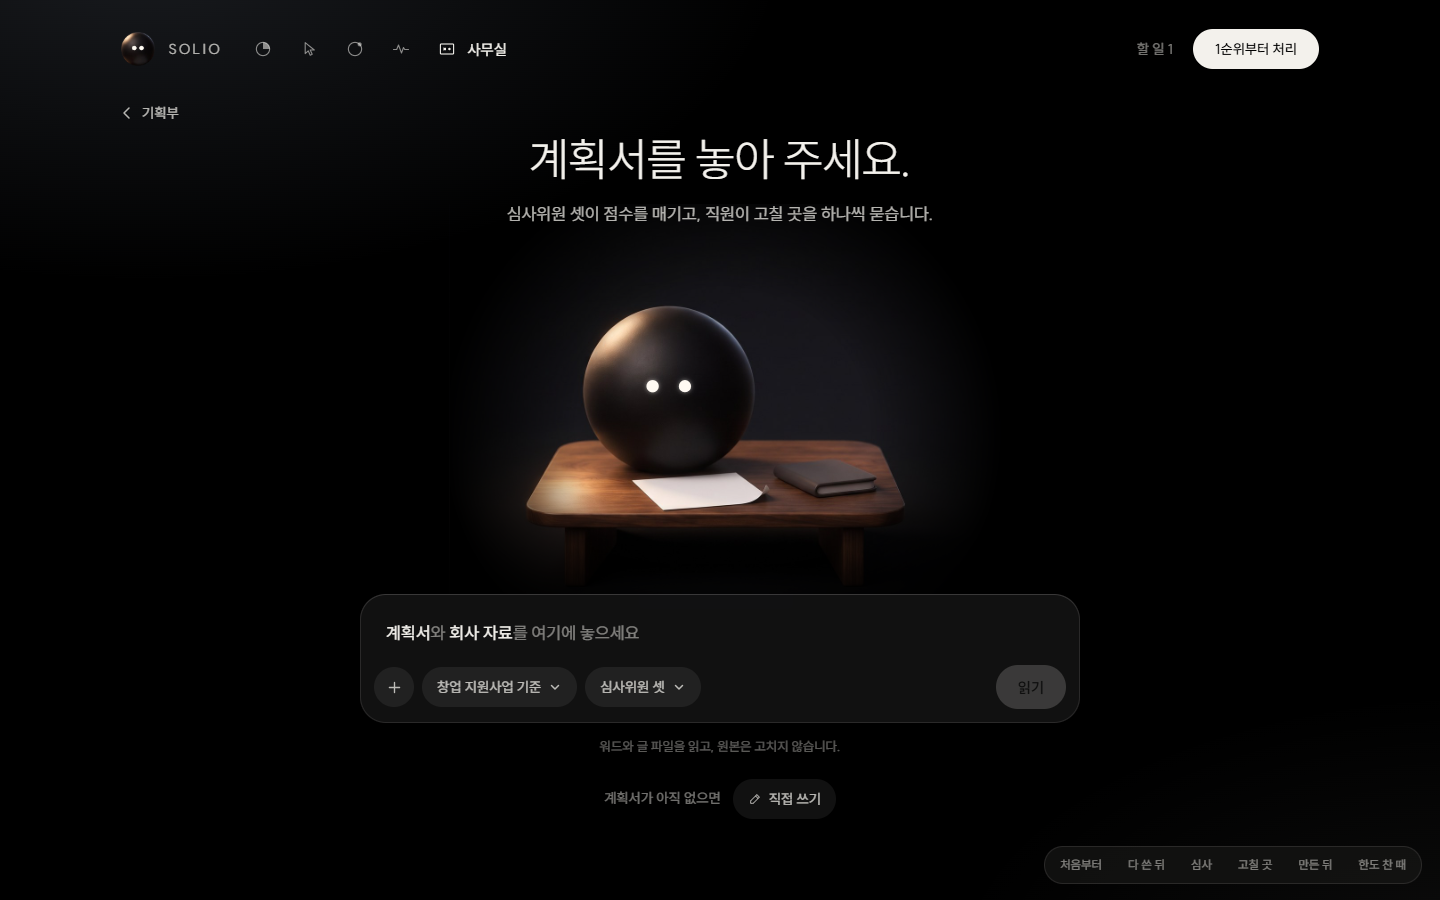 SOLIO
사무실
할 일 1
1순위부터 처리
기획부
계획서를 놓아 주세요.
심사위원 셋이 점수를 매기고, 직원이 고칠 곳을 하나씩 묻습니다.
계획서와 회사 자료를 여기에 놓으세요
창업 지원사업 기준
심사위원 셋
읽기
워드와 글 파일을 읽고, 원본은 고치지 않습니다.
계획서가 아직 없으면
직접 쓰기
처음부터
다 쓴 뒤
심사
고칠 곳
만든 뒤
한도 찬 때